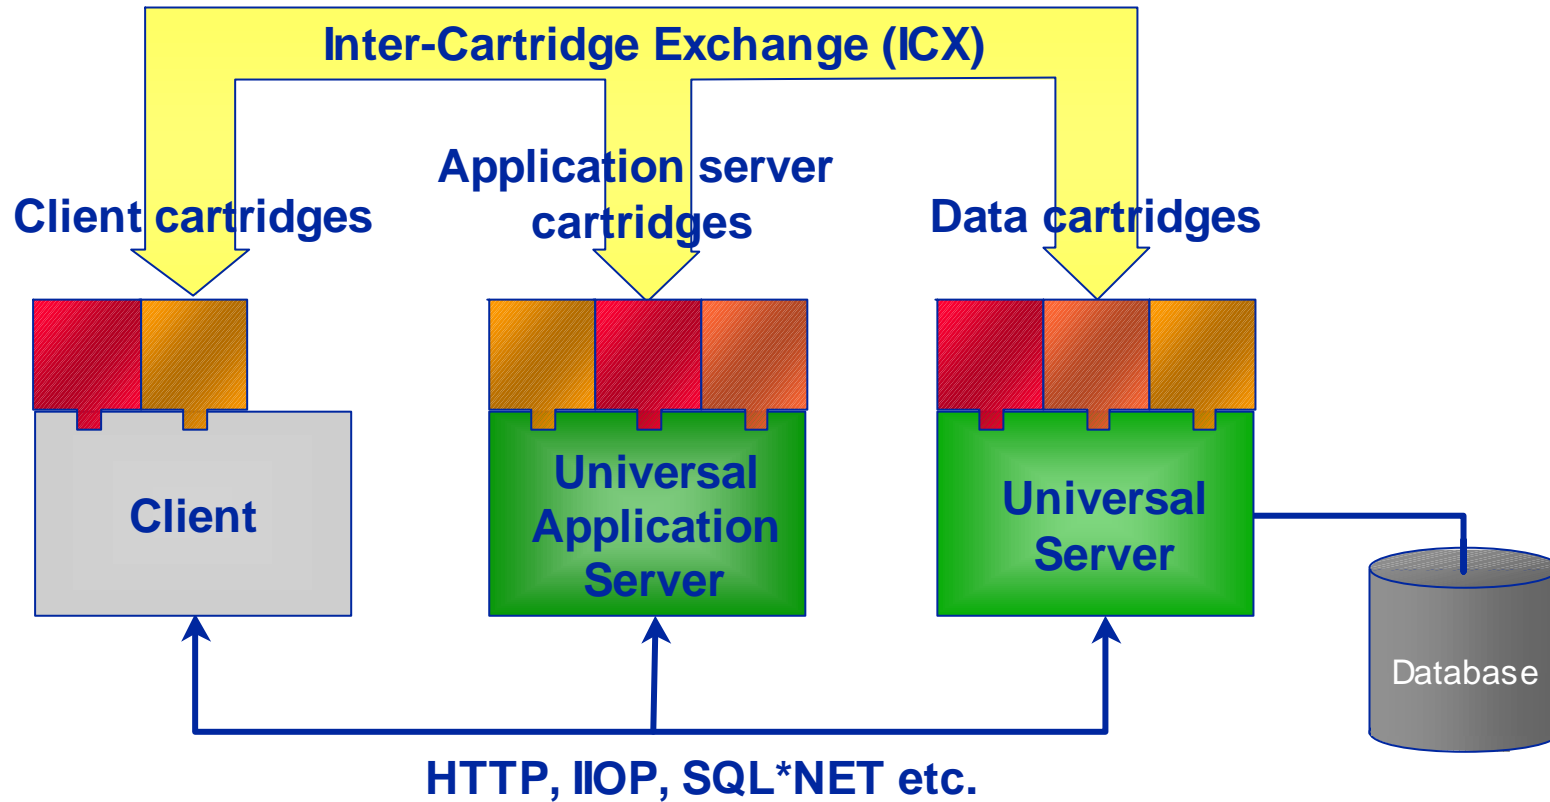 Inter-Cartridge Exchange (ICX)
Application server
cartridges
Client cartridges
Data cartridges
Client
Universal
Application
Server
Universal
Server
Database
HTTP, IIOP, SQL*NET etc.